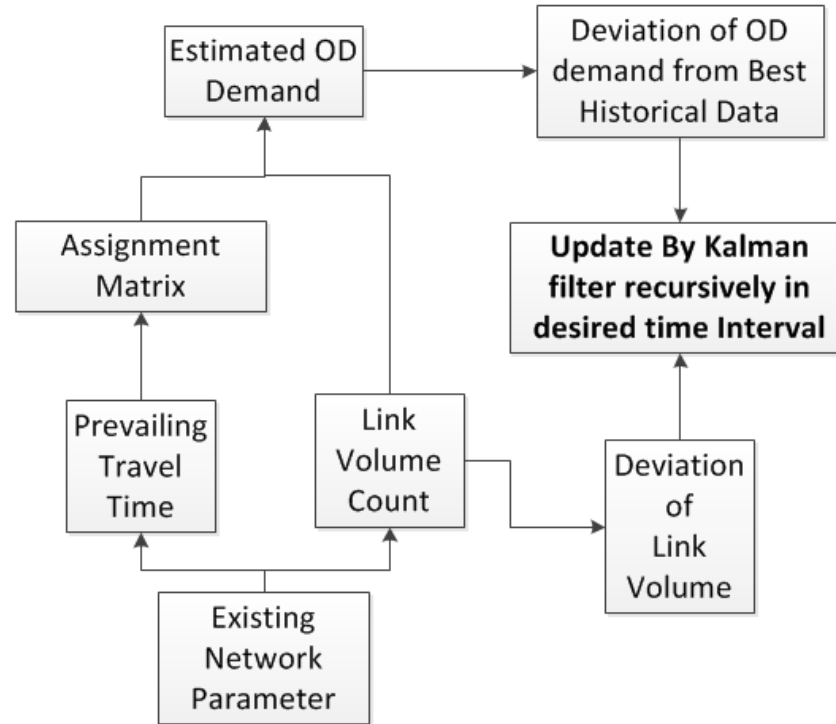 Estimated OD
Demand
Deviation of OD
demand from Best
Historical Data
Assignment
Matrix
Update By Kalman
filter recursively in
desired time Interval
Prevailing
Travel
Time
Link
Volume
Count
Deviation
of
Link
Volume
Existing
Network
Parameter